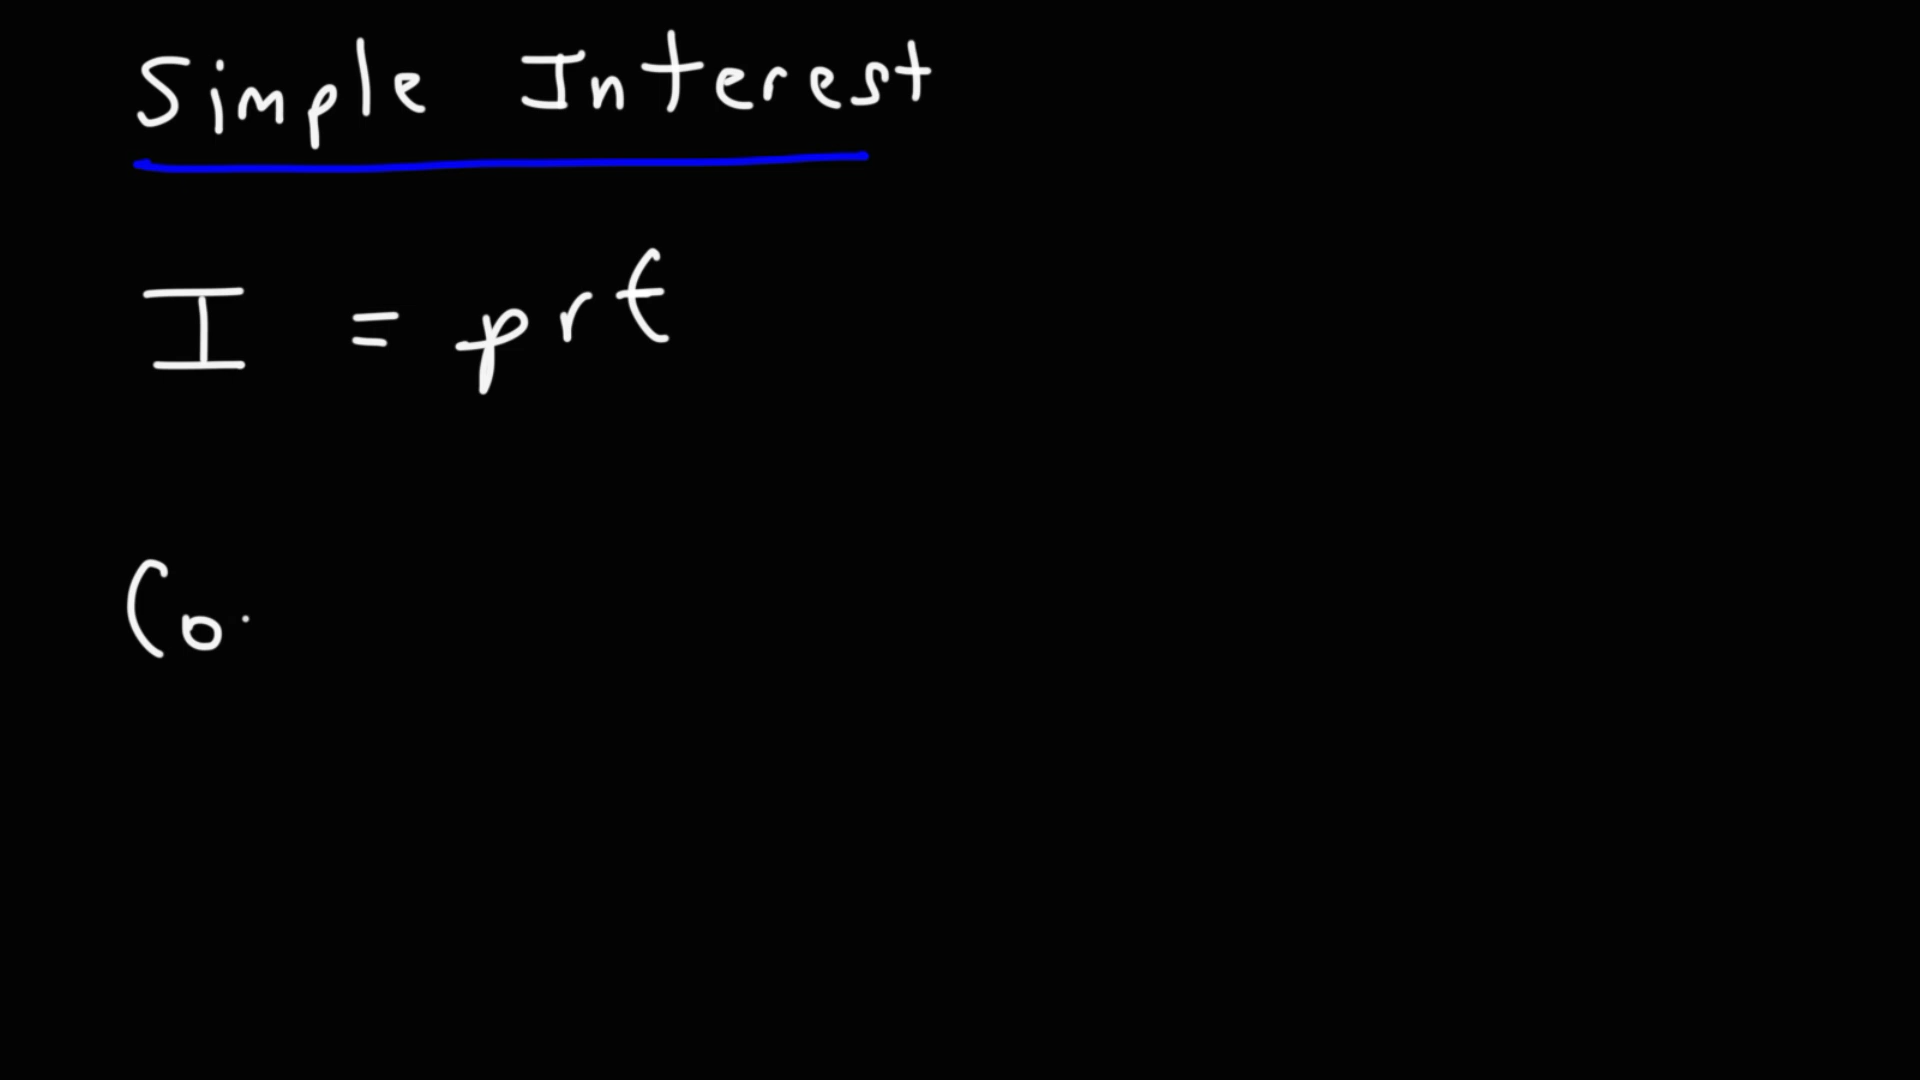 Simple Interest
I = prt
Co